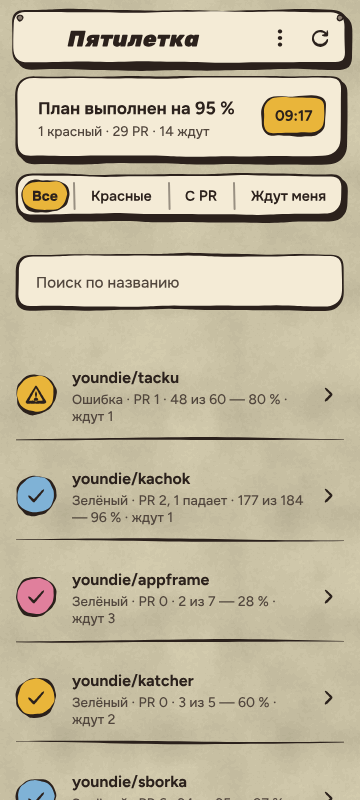 Пятилетка
План выполнен на 95 %
1 красный · 29 PR · 14 ждут
09:17
Все
Красные
С PR
Ждут меня
Поиск по названию
youndie/tacku
Ошибка · PR 1 · 48 из 60 — 80 % ·
ждут 1
youndie/kachok
Зелёный · PR 2, 1 падает · 177 из 184
— 96 % · ждут 1
youndie/appframe
Зелёный · PR 0 · 2 из 7 — 28 % ·
ждут 3
youndie/katcher
Зелёный · PR 0 · 3 из 5 — 60 % ·
ждут 2
youndie/sborka